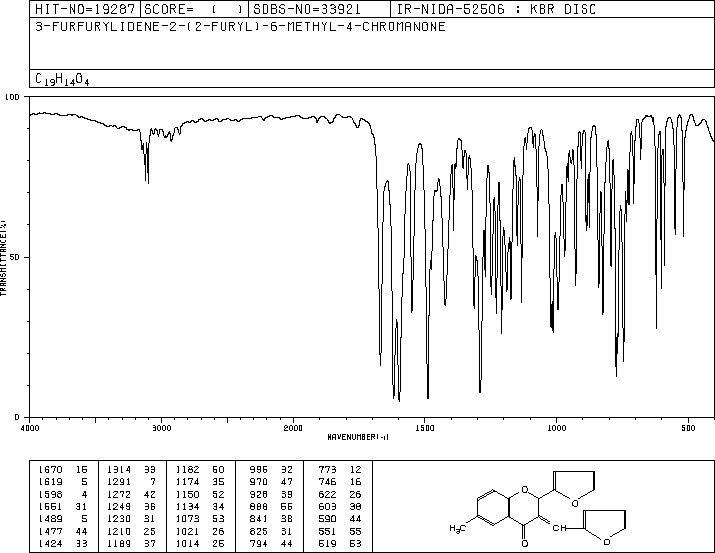 HIT-NO=19287 SCORE= ( ) SDBS-NO=33921 IR-NIDA-52506 : KBR DISC
3-FURFURYLIDENE-2-(2-FURYL)-6-METHYL-4-CHROMANONE
C19H14O4
100
TRANSMITTANCE(%)
50
0
4000 3000 2000 1500 1000 500
WAVENUMBER(-1)
1670 16 1314 33 1182 60 996 32 773 12
1619 5 1291 7 1174 35 970 47 746 16
1598 4 1272 42 1150 52 928 39 622 26
1551 31 1249 36 1134 34 888 55 603 38
1489 5 1230 31 1073 53 841 38 590 44
1477 44 1210 25 1021 26 825 31 551 55
1424 33 1189 37 1014 25 794 44 519 53
O
O
O
H3C
CH
O